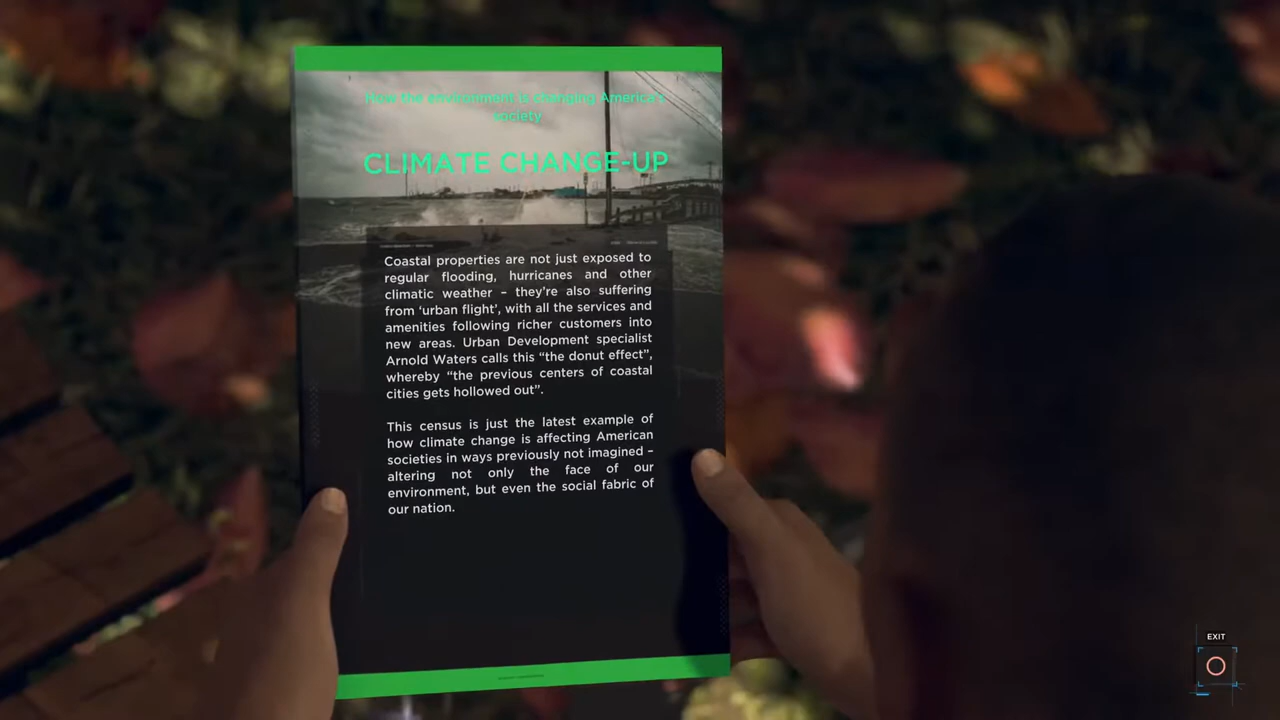 How the environment is changing America's
society
CLIMATE CHANGE-UP
Coastal properties are not just exposed to
regular flooding, hurricanes and other
climatic weather – they're also suffering
from ‘urban flight’, with all the services and
amenities following richer customers into
new areas. Urban Development specialist
Arnold Waters calls this “the donut effect”,
whereby “the previous centers of coastal
cities gets hollowed out”.
This census is just the latest example of
how climate change is affecting American
societies in ways previously not imagined –
altering not only the face of our
environment, but even the social fabric of
our nation.
EXIT